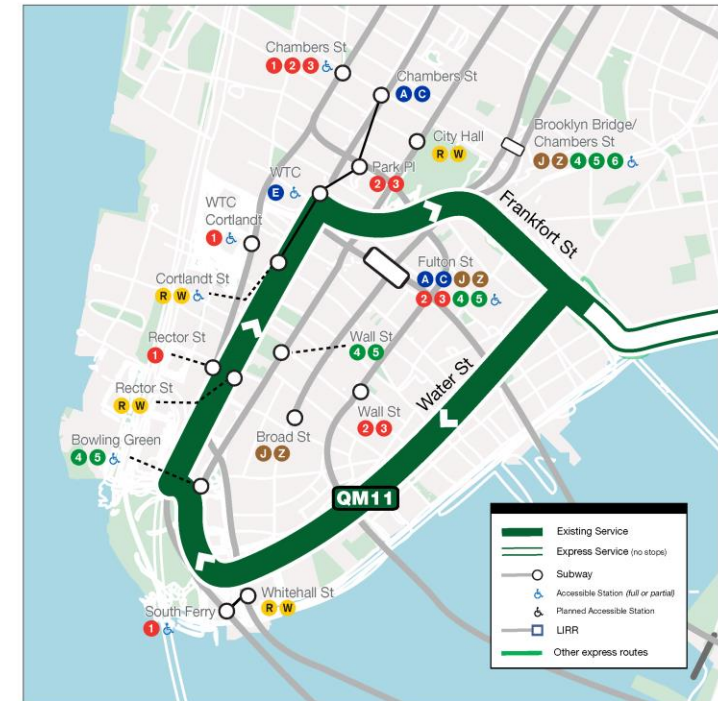 Chambers St
1 2 3
Chambers St
A C
City Hall
R W
Brooklyn Bridge/
Chambers St
J Z 4 5 6
Park Pl
2 3
WTC
E
WTC
Cortlandt
1
Frankfort St
Cortlandt St
R W
Fulton St
A C J Z
2 3 4 5
Rector St
1
Wall St
4 5
Rector St
R W
Water St
Wall St
2 3
Broad St
J Z
Bowling Green
4 5
QM11
Whitehall St
R W
South Ferry
1
Existing Service
Express Service (no stops)
Subway
Accessible Station (full or partial)
Planned Accessible Station
LIRR
Other express routes